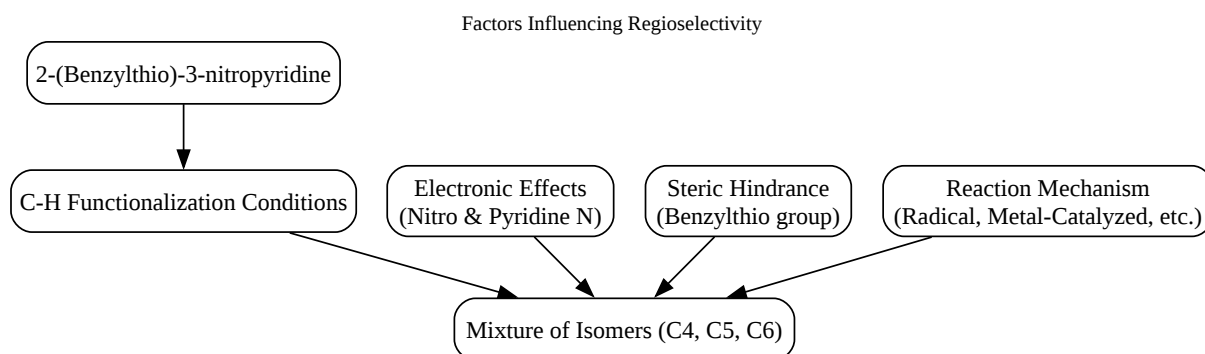 Factors Influencing Regioselectivity
2-(Benzylthio)-3-nitropyridine
C-H Functionalization Conditions
Electronic Effects
(Nitro & Pyridine N)
Steric Hindrance
(Benzylthio group)
Reaction Mechanism
(Radical, Metal-Catalyzed, etc.)
Mixture of Isomers (C4, C5, C6)